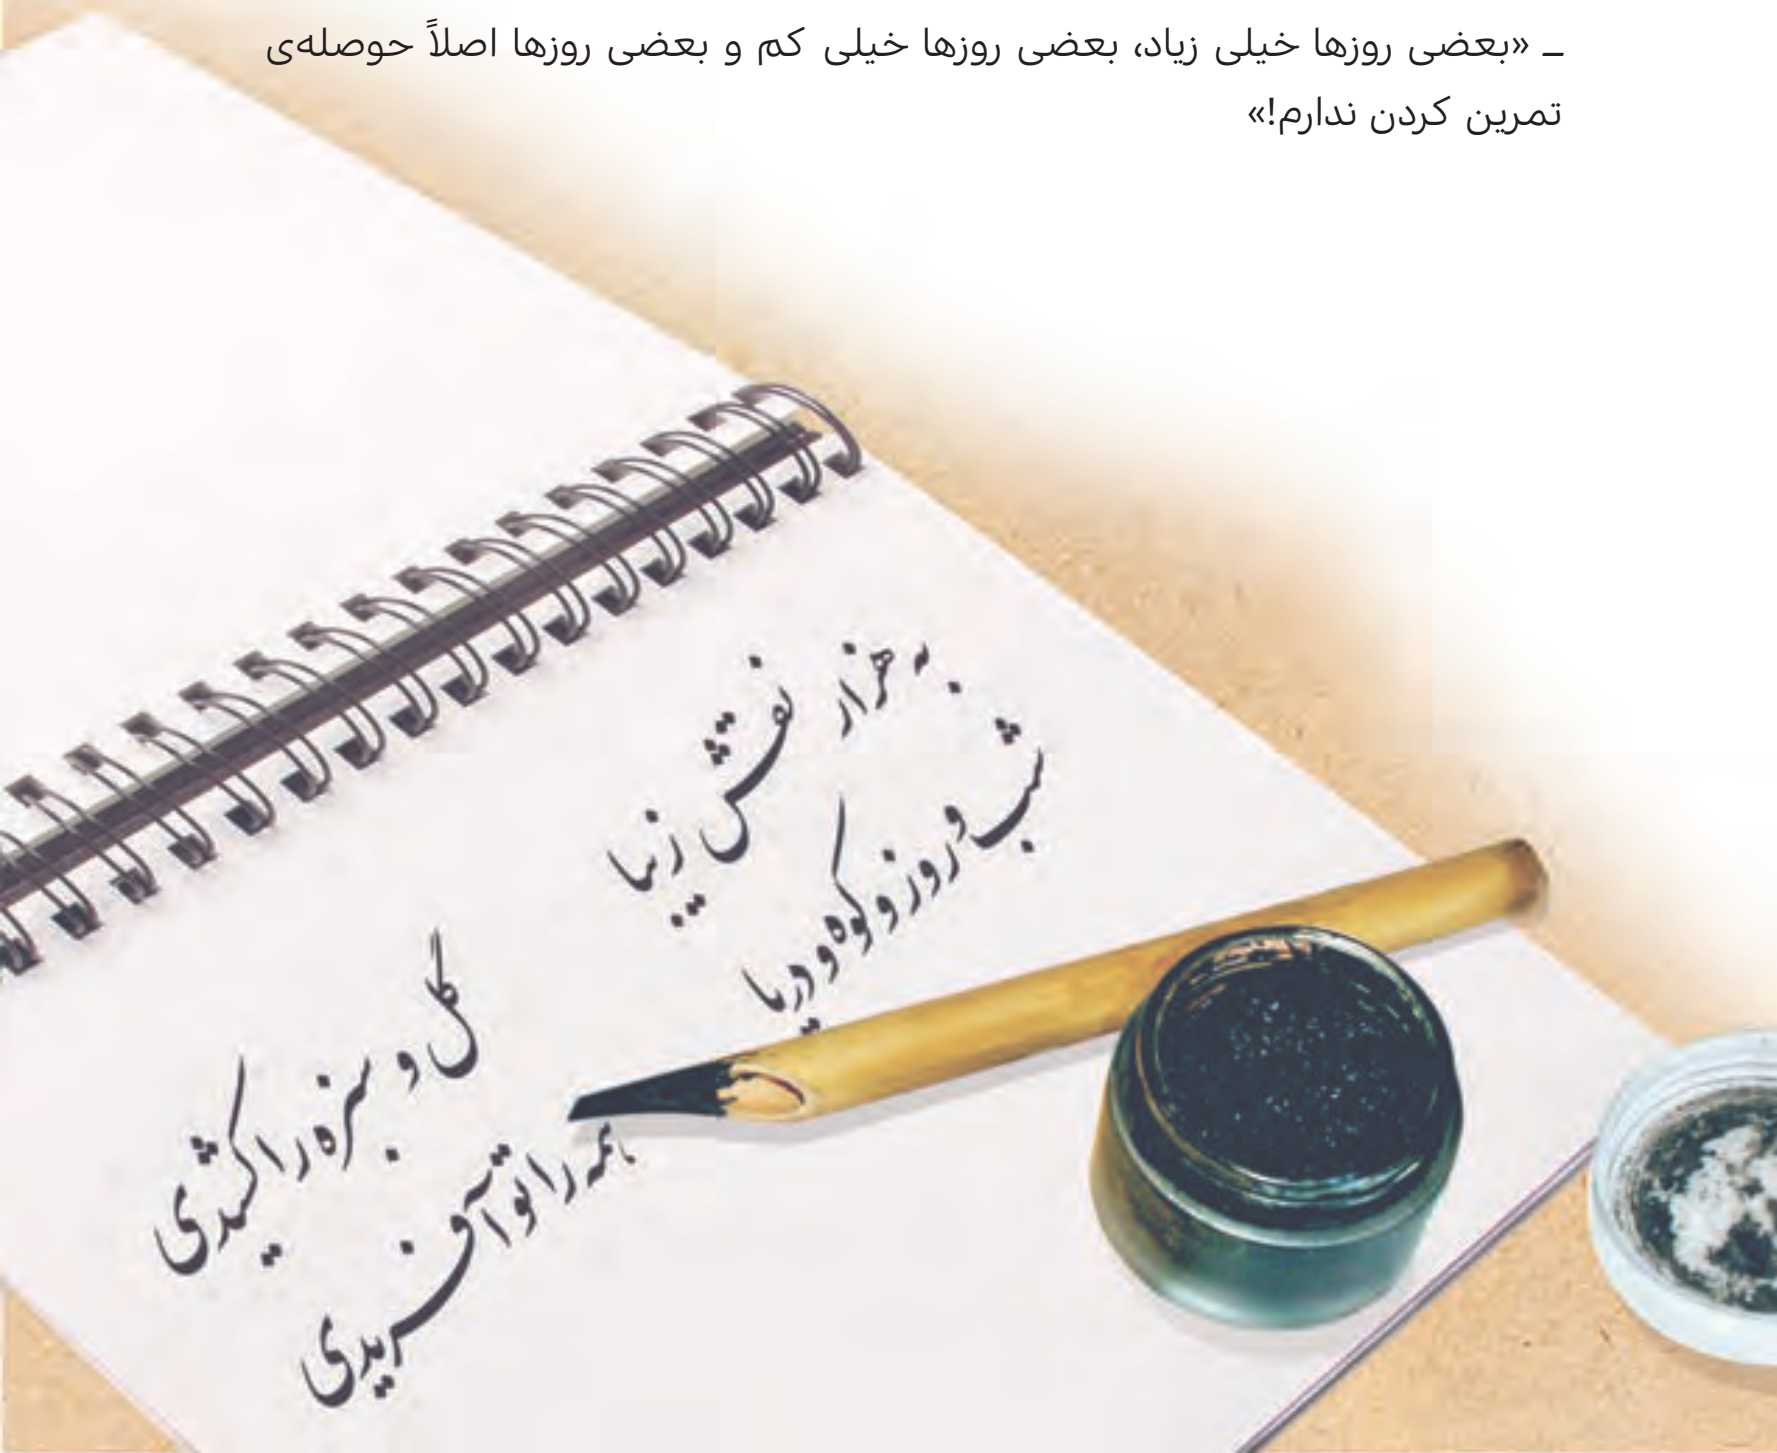 ـ «بعضی روزها خیلی زیاد، بعضی روزها خیلی کم و بعضی روزها اصلاً حوصله‌ی
تمرین کردن ندارم!»
به هزار نقش زیبا
شب و روز و کوه و دریا
گل و سبزه را کشیدی
همه را تو آفریدی